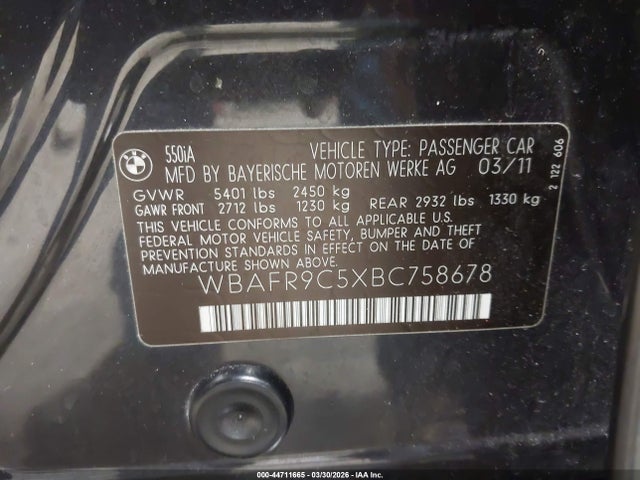 BMW
550iA VEHICLE TYPE: PASSENGER CAR
MFD BY BAYERISCHE MOTOREN WERKE AG 03/11
GVWR 5401 lbs 2450 kg
GAWR FRONT 2712 lbs 1230 kg REAR 2932 lbs 1330 kg
THIS VEHICLE CONFORMS TO ALL APPLICABLE U.S.
FEDERAL MOTOR VEHICLE SAFETY, BUMPER AND THEFT
PREVENTION STANDARDS IN EFFECT ON THE DATE OF
MANUFACTURE SHOWN ABOVE.
WBAFR9C5XBC758678
2 122 606
000-44711665 - 03/30/2026 - IAA Inc.